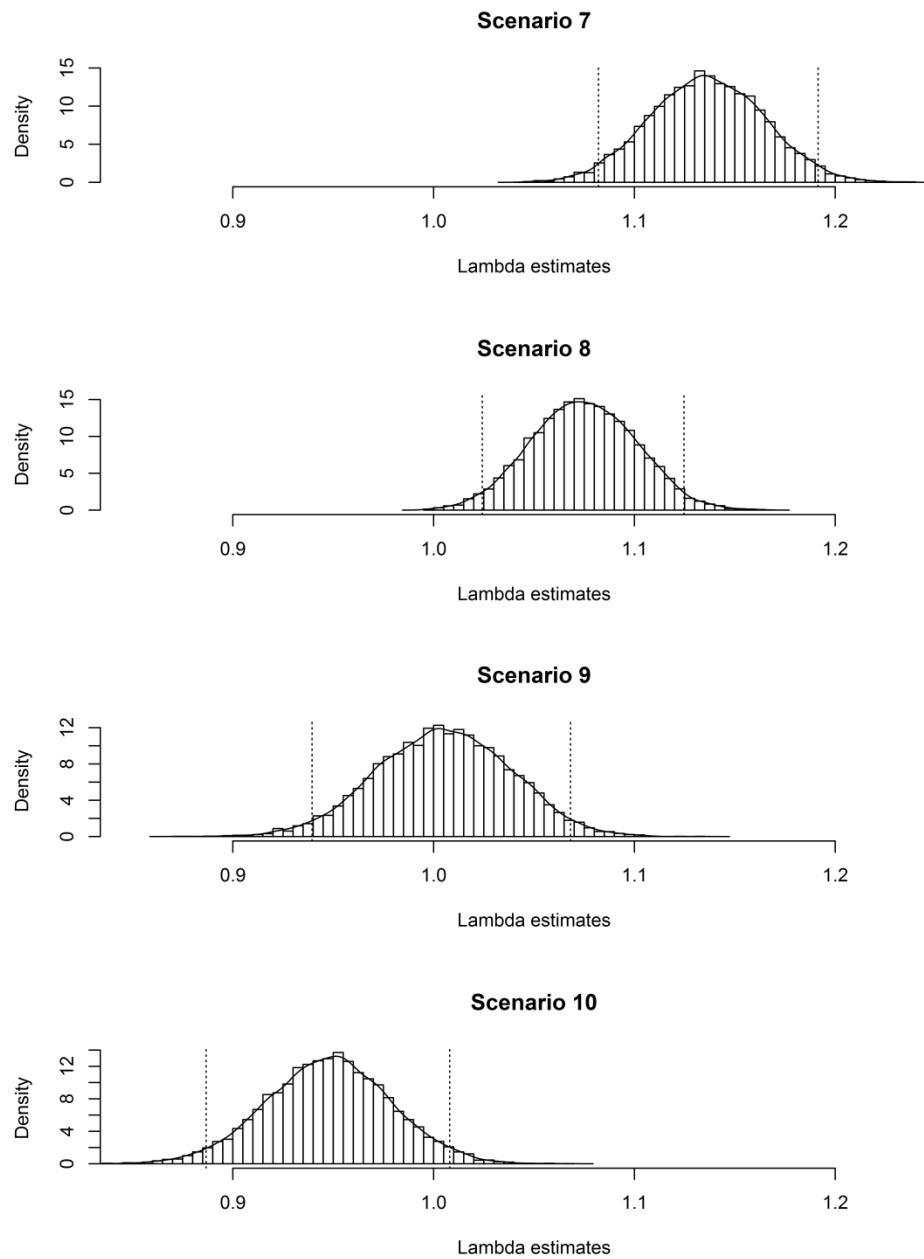 Scenario 7
Density
0 5 10 15
0.9 1.0 1.1 1.2
Lambda estimates
Scenario 8
Density
0 5 10 15
0.9 1.0 1.1 1.2
Lambda estimates
Scenario 9
Density
0 4 8 12
0.9 1.0 1.1 1.2
Lambda estimates
Scenario 10
Density
0 4 8 12
0.9 1.0 1.1 1.2
Lambda estimates